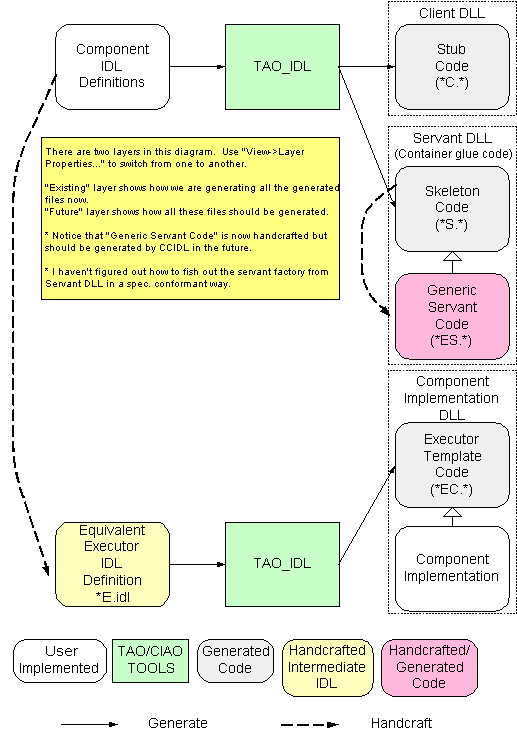 Client DLL
Component
IDL
Definitions
TAO_IDL
Stub
Code
(*C.*)
There are two layers in this diagram.  Use "View->Layer
Properties..." to switch from one to another.
"Existing" layer shows how we are generating all the generated
files now.
"Future" layer shows how all these files should be generated.
* Notice that "Generic Servant Code" is now handcrafted but
should be generated by CCIDL in the future.
* I haven't figured out how to fish out the servant factory from
Servant DLL in a spec. conformant way.
Servant DLL
(Container glue code)
Skeleton
Code
(*S.*)
Generic
Servant
Code
(*ES.*)
Component
Implementation
DLL
Executor
Template
Code
(*EC.*)
Equivalent
Executor
IDL
Definition
*E.idl
TAO_IDL
Component
Implementation
User
Implemented
TAO/CIAO
TOOLS
Generated
Code
Handcrafted
Intermediate
IDL
Handcrafted/
Generated
Code
Generate
Handcraft